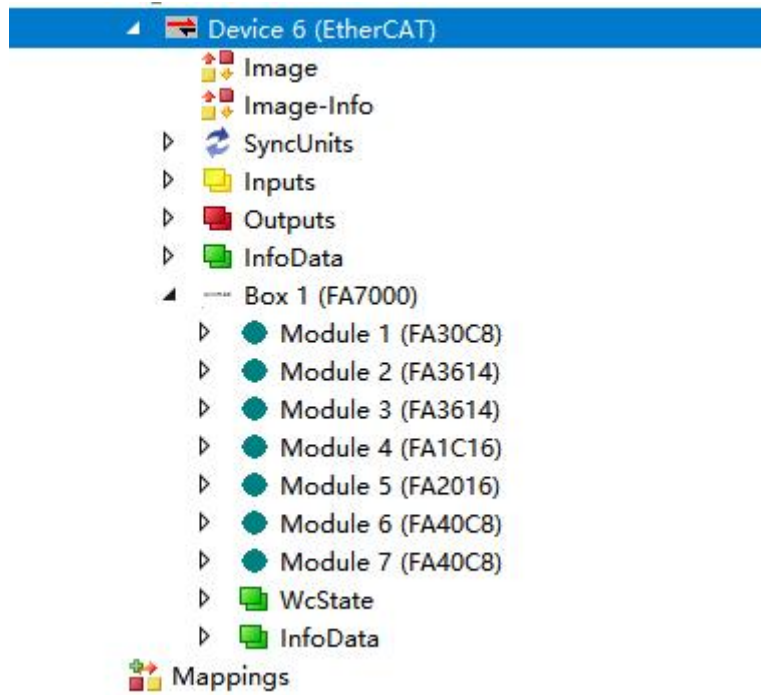 Device 6 (EtherCAT)
Image
Image-Info
SyncUnits
Inputs
Outputs
InfoData
Box 1 (FA7000)
Module 1 (FA30C8)
Module 2 (FA3614)
Module 3 (FA3614)
Module 4 (FA1C16)
Module 5 (FA2016)
Module 6 (FA40C8)
Module 7 (FA40C8)
WcState
InfoData
Mappings